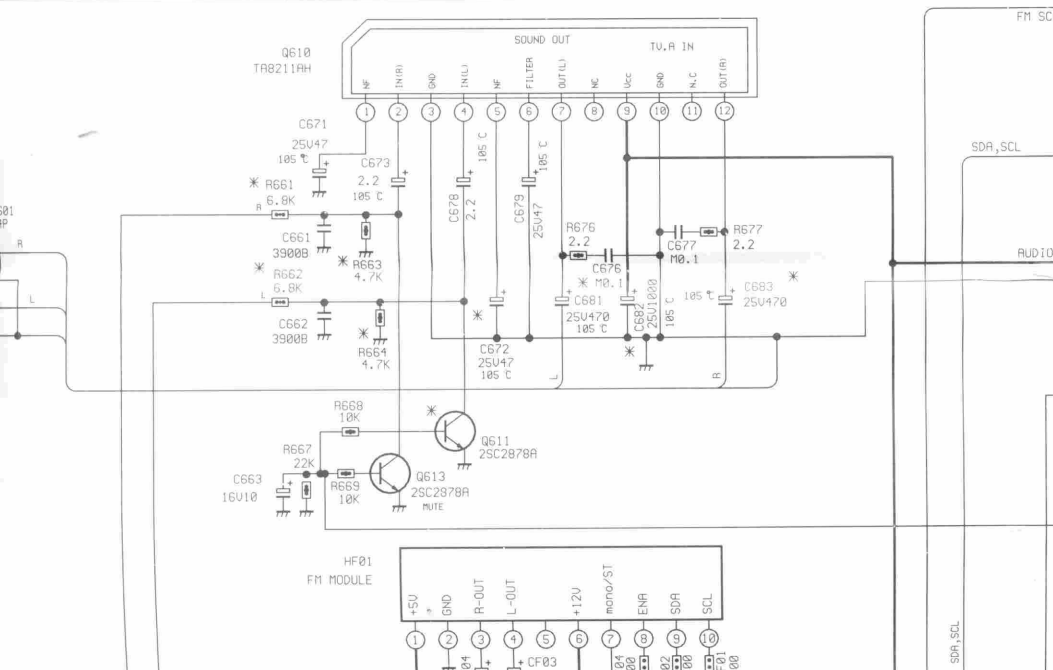 FM SC
Q610
TA8211AH
SOUND OUT
TV.A IN
NF
IN(R)
GND
IN(L)
NF
FILTER
OUT(L)
NC
Vcc
GND
N.C
OUT(R)
1
2
3
4
5
6
7
8
9
10
11
12
C671
25V47
105℃
C673
2.2
105 C
105 C
C678
2.2
105 C
C679
25V47
SDA,SCL
* R661
6.8K
R
C661
3900B
* R663
4.7K
R
* R662
6.8K
L
C662
3900B
* R664
4.7K
L
R676
2.2
C676
* M0.1
C677
M0.1
R677
2.2
AUDIO
*
C681
25V470
105℃
C682
25V1000
105℃
*
105℃
C683
25V470
*
C672
25V47
105℃
L
R
R668
10K
*
Q611
2SC2878A
R667
22K
C663
16V10
R669
10K
Q613
2SC2878A
MUTE
HF01
FM MODULE
+5V
GND
R-OUT
L-OUT
+12V
mono/ST
ENA
SDA
SCL
1
2
3
4
5
6
7
8
9
10
CF03
SDA,SCL